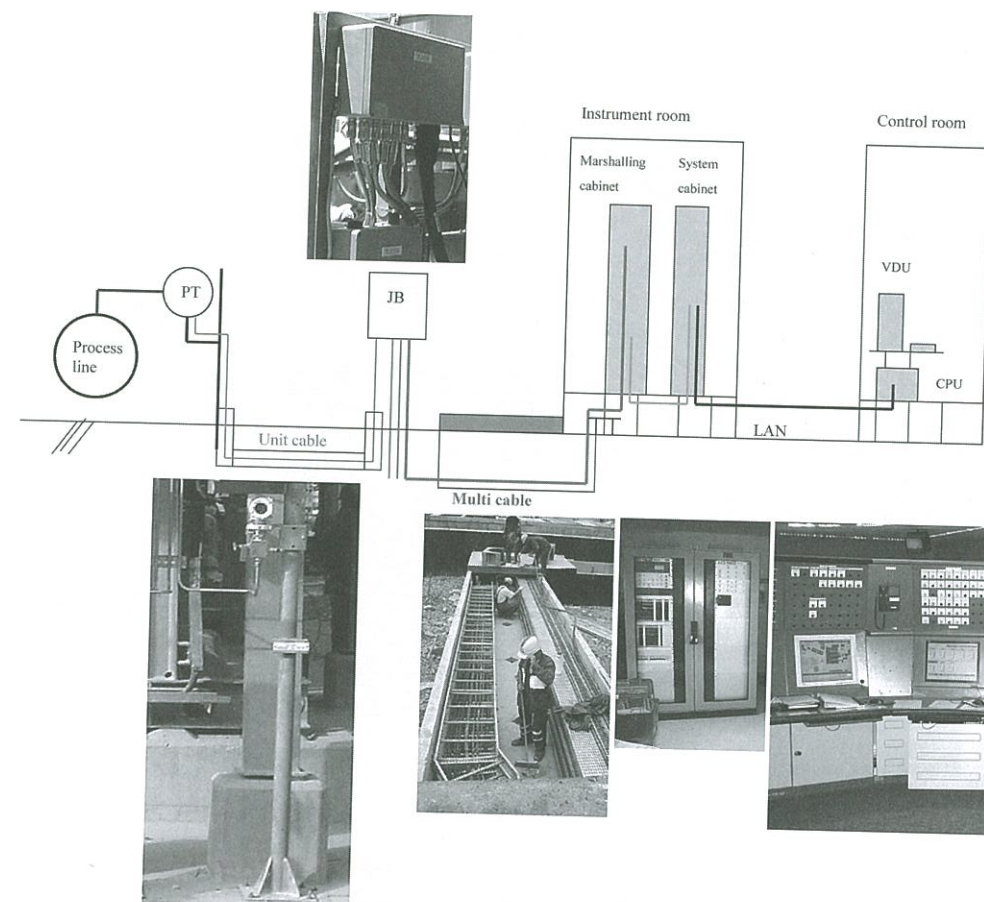 Instrument room
Control room
Marshalling
cabinet
System
cabinet
PT
JB
VDU
Process
line
CPU
Unit cable
LAN
Multi cable